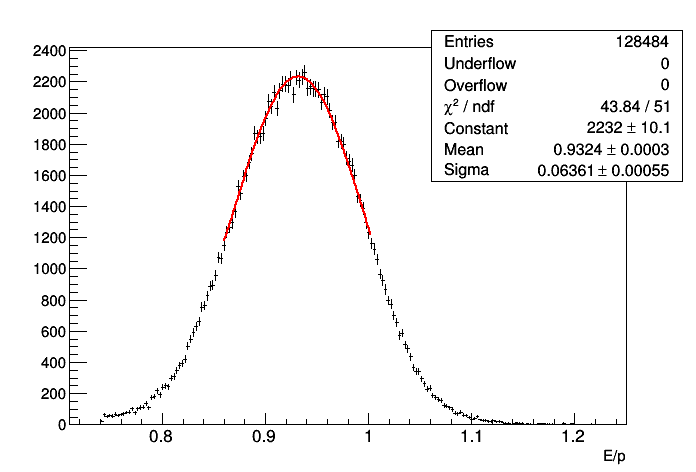 Entries 128484
Underflow 0
Overflow 0
χ² / ndf 43.84 / 51
Constant 2232 ± 10.1
Mean 0.9324 ± 0.0003
Sigma 0.06361 ± 0.00055
2400
2200
2000
1800
1600
1400
1200
1000
800
600
400
200
0
0.8 0.9 1 1.1 1.2
E/p